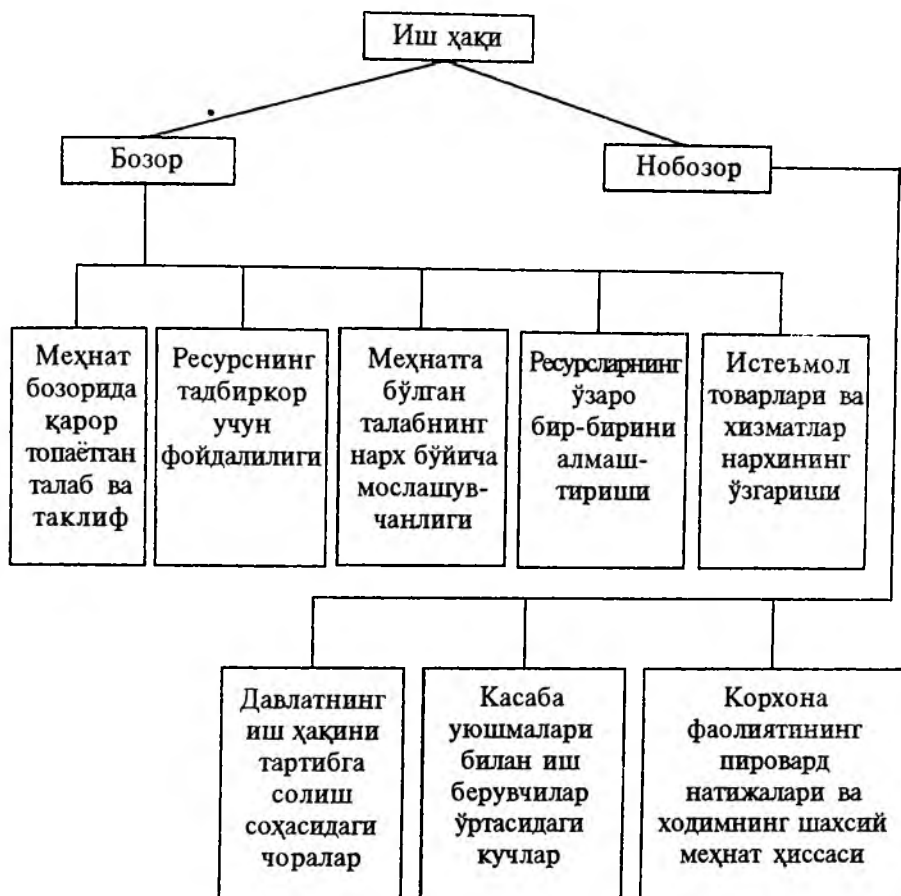 Иш ҳақи
Бозор
Нобозор
Меҳнат
бозорида
қарор
топаётган
талаб ва
таклиф
Ресурснинг
тадбиркор
учун
фойдалилиги
Меҳнатга
бўлган
талабнинг
нарх бўйича
мослашув-
чанлиги
Ресурсларнинг
ўзаро
бир-бирини
алмаш-
тириши
Истеъмол
товарлари ва
хизматлар
нархининг
ўзгариши
Давлатнинг
иш ҳақини
тартибга
солиш
соҳасидаги
чоралар
Касаба
уюшмалари
билан иш
берувчилар
ўртасидаги
кучлар
Корхона
фаолиятининг
пировард
натижалари ва
ходимнинг шахсий
меҳнат ҳиссаси